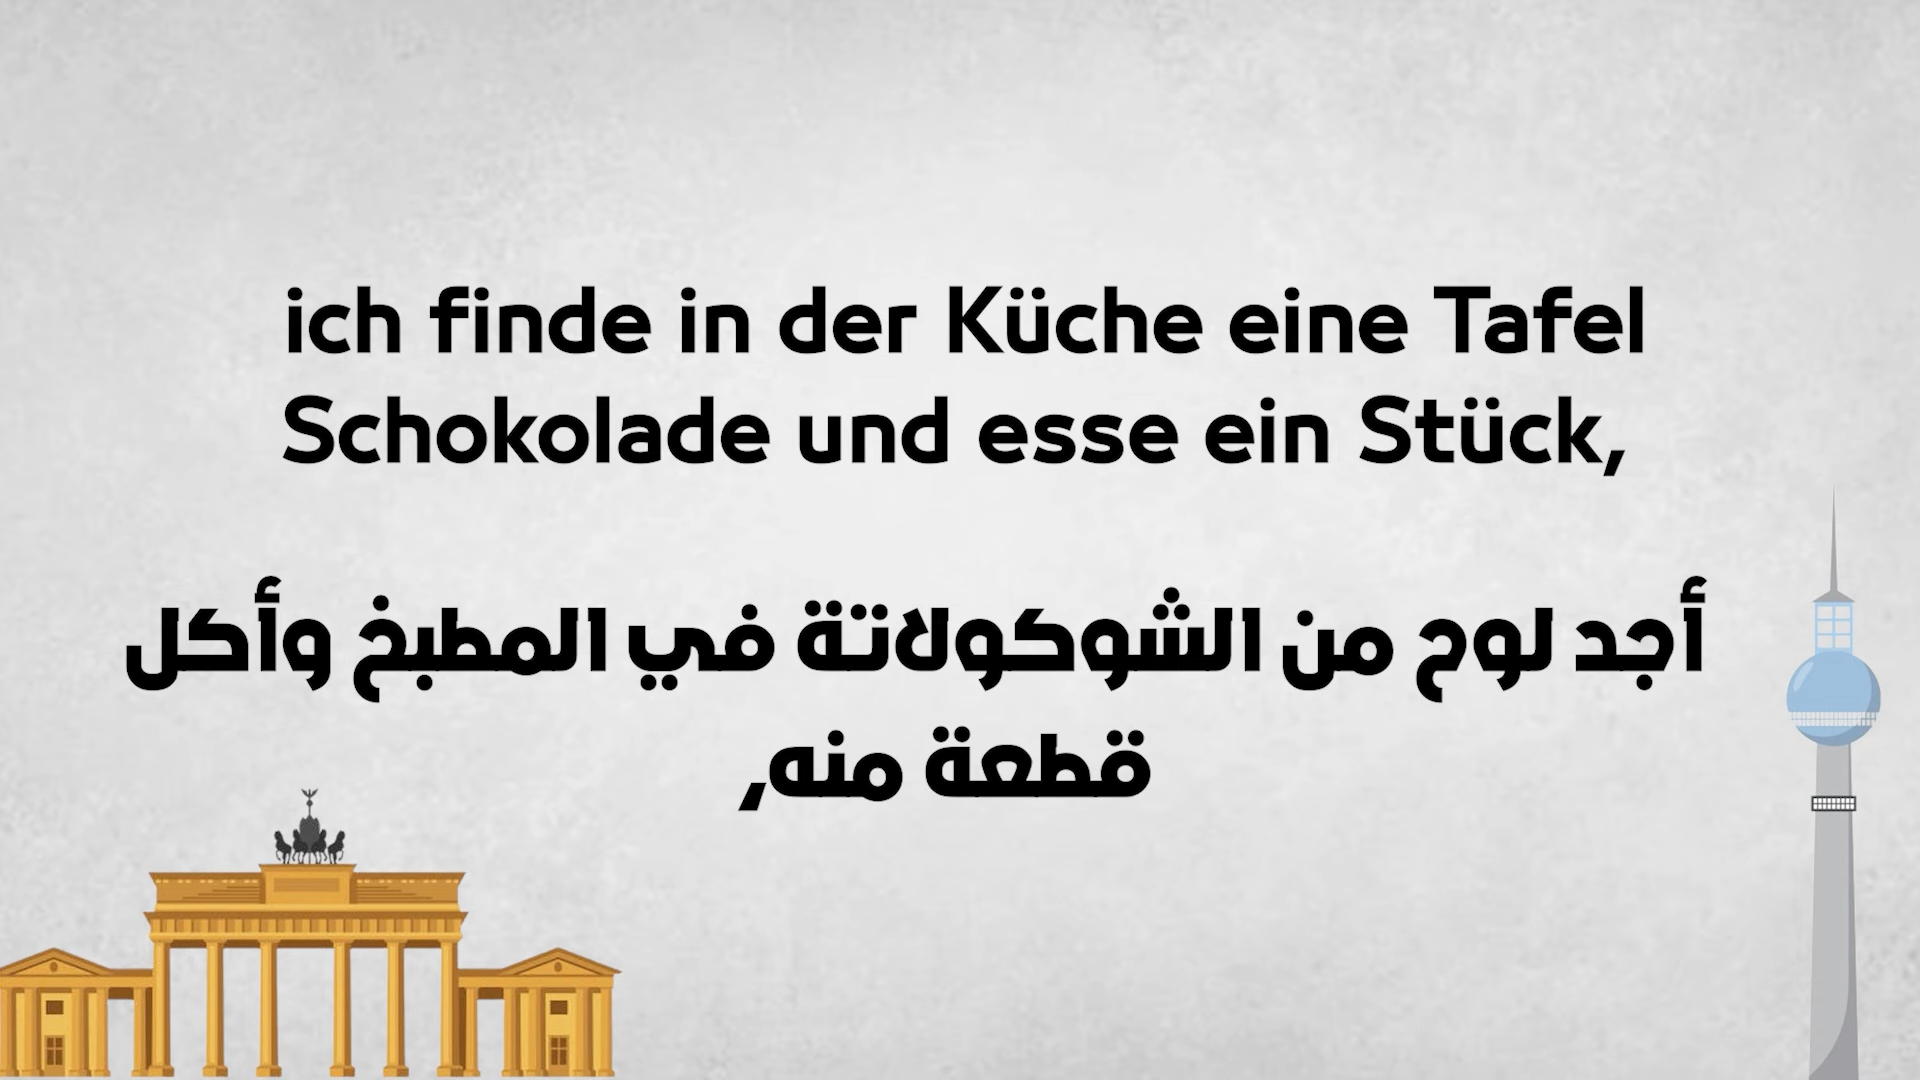 ich finde in der Küche eine Tafel
Schokolade und esse ein Stück,
أجد لوح من الشوكولاتة في المطبخ وأكل
قطعة منه,